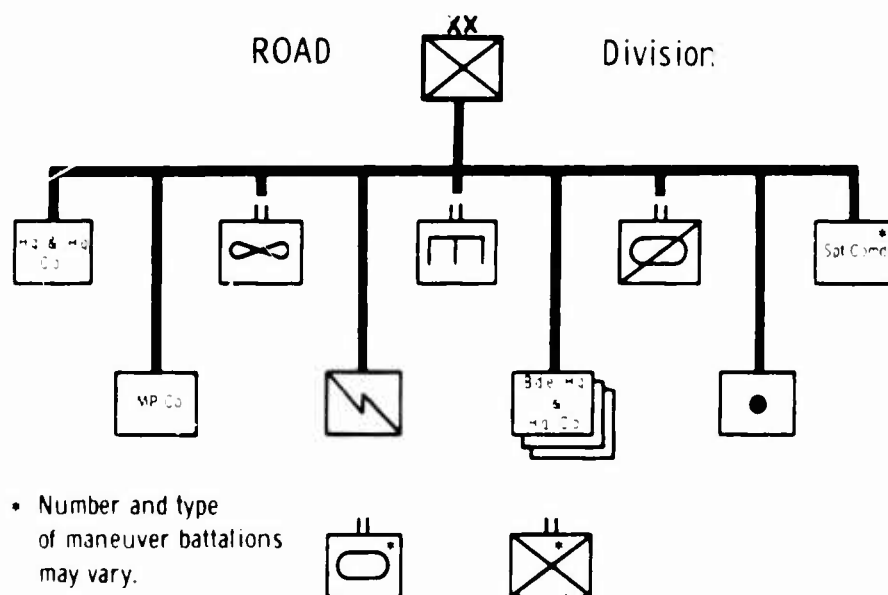 XX
ROAD Division
Hq & Hq
Co
Spt Comd *
MP Co
Bde Hq
&
Hq Co
* Number and type
of maneuver battalions
may vary.
*
*